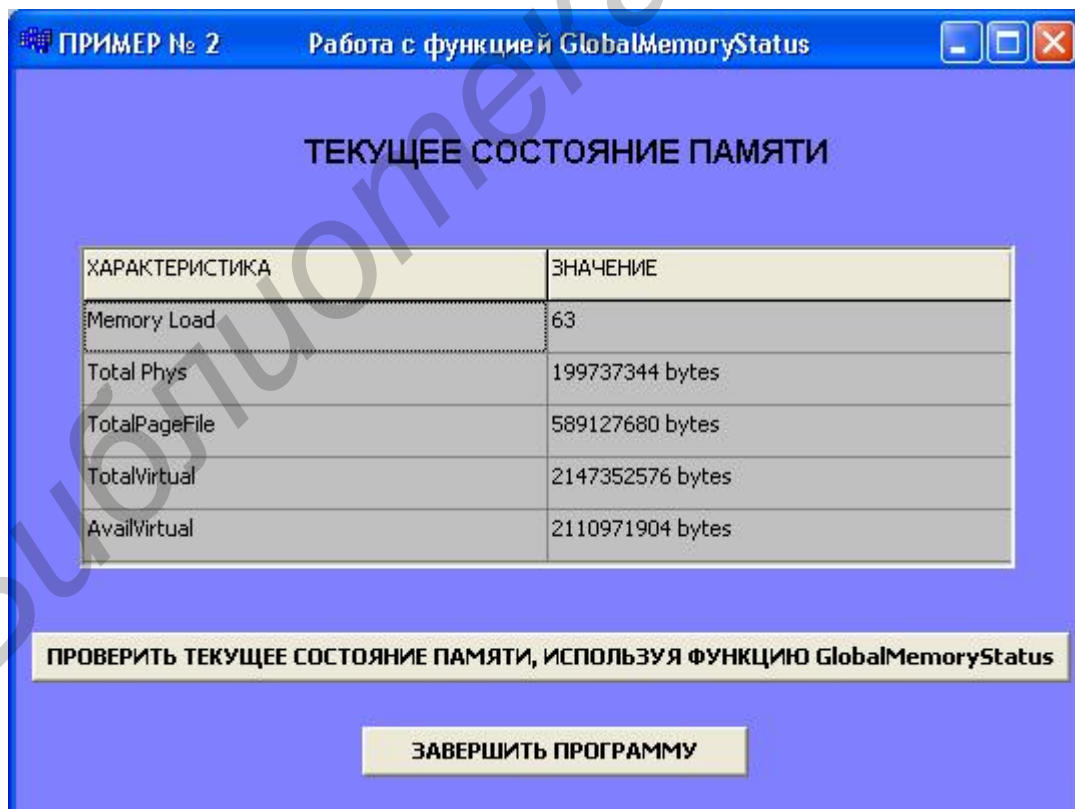 ПРИМЕР № 2 Работа с функцией GlobalMemoryStatus
ТЕКУЩЕЕ СОСТОЯНИЕ ПАМЯТИ
ХАРАКТЕРИСТИКА ЗНАЧЕНИЕ
Memory Load 63
Total Phys 199737344 bytes
TotalPageFile 589127680 bytes
TotalVirtual 2147352576 bytes
AvailVirtual 2110971904 bytes
ПРОВЕРИТЬ ТЕКУЩЕЕ СОСТОЯНИЕ ПАМЯТИ, ИСПОЛЬЗУЯ ФУНКЦИЮ GlobalMemoryStatus
ЗАВЕРШИТЬ ПРОГРАММУ